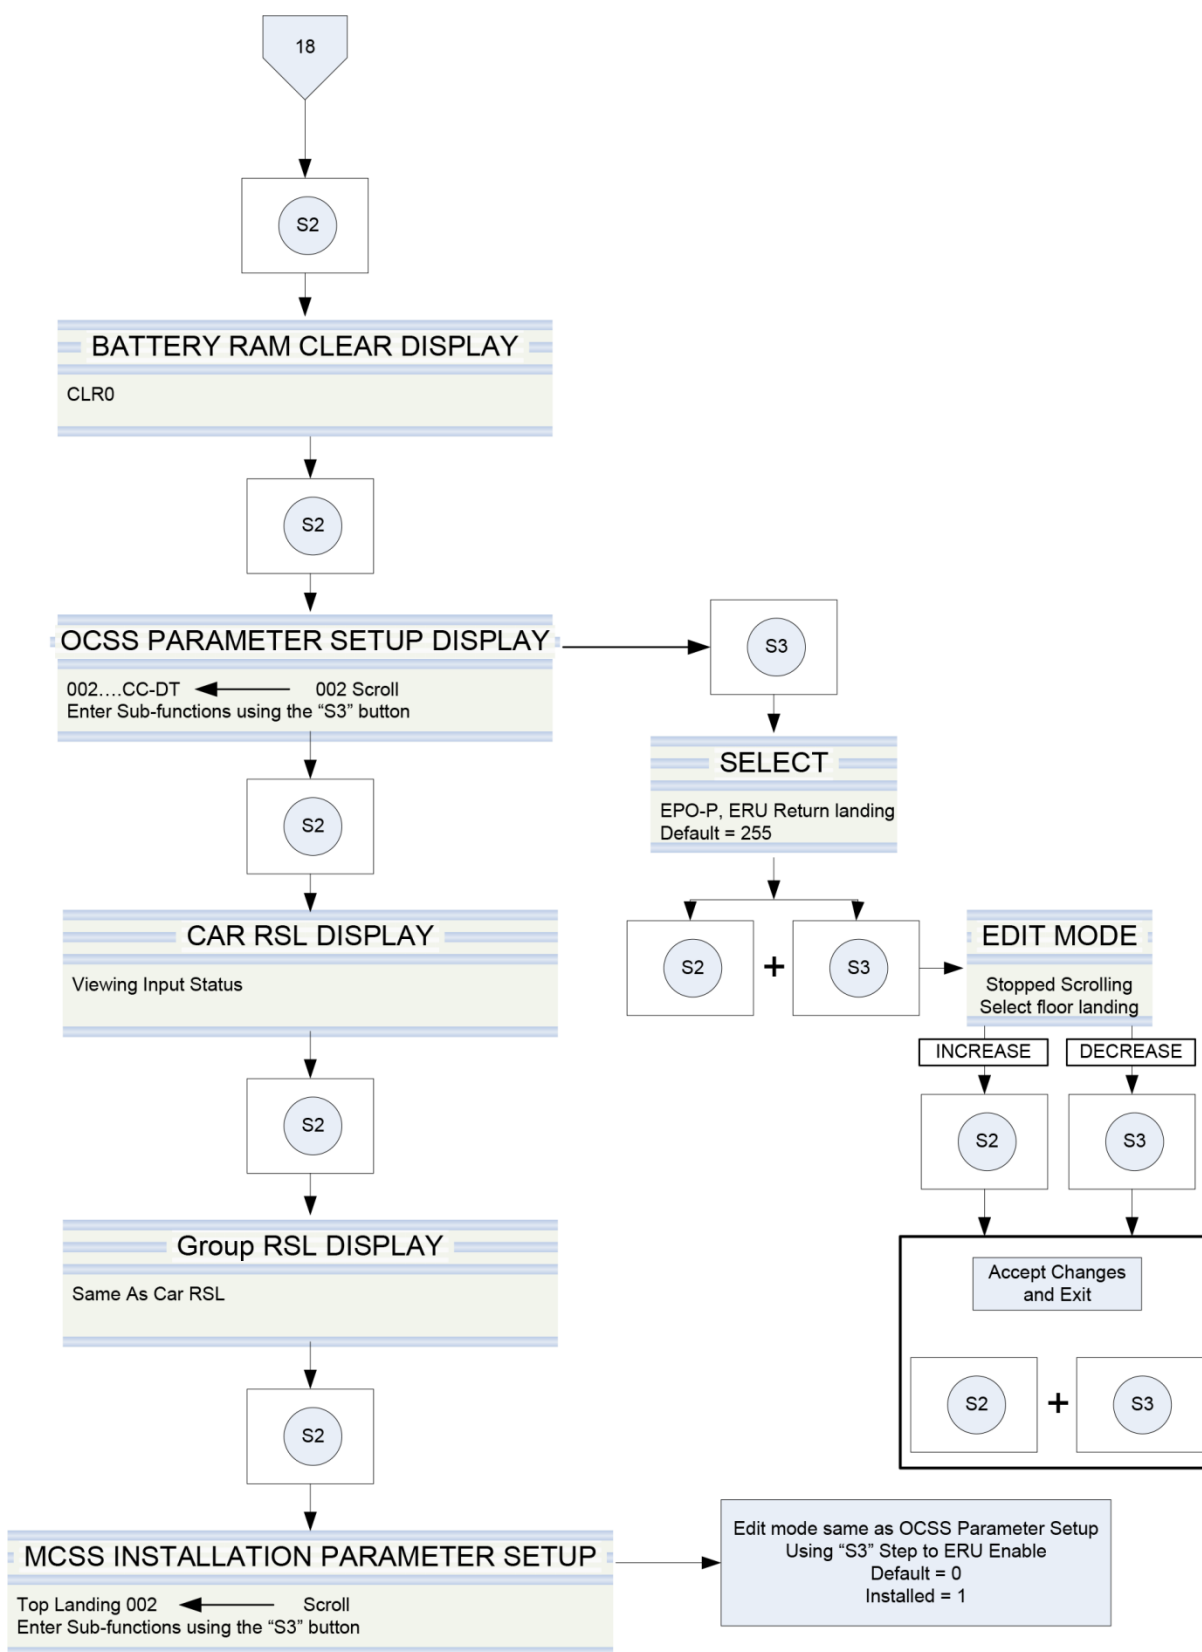 18
S2
BATTERY RAM CLEAR DISPLAY
CLR0
S2
OCSS PARAMETER SETUP DISPLAY
002....CC-DT 002 Scroll
Enter Sub-functions using the “S3” button
S3
SELECT
EPO-P, ERU Return landing
Default = 255
S2
S2 + S3
EDIT MODE
Stopped Scrolling
Select floor landing
INCREASE DECREASE
S2 S3
Accept Changes
and Exit
S2 + S3
CAR RSL DISPLAY
Viewing Input Status
S2
Group RSL DISPLAY
Same As Car RSL
S2
MCSS INSTALLATION PARAMETER SETUP
Top Landing 002 Scroll
Enter Sub-functions using the “S3” button
Edit mode same as OCSS Parameter Setup
Using “S3” Step to ERU Enable
Default = 0
Installed = 1